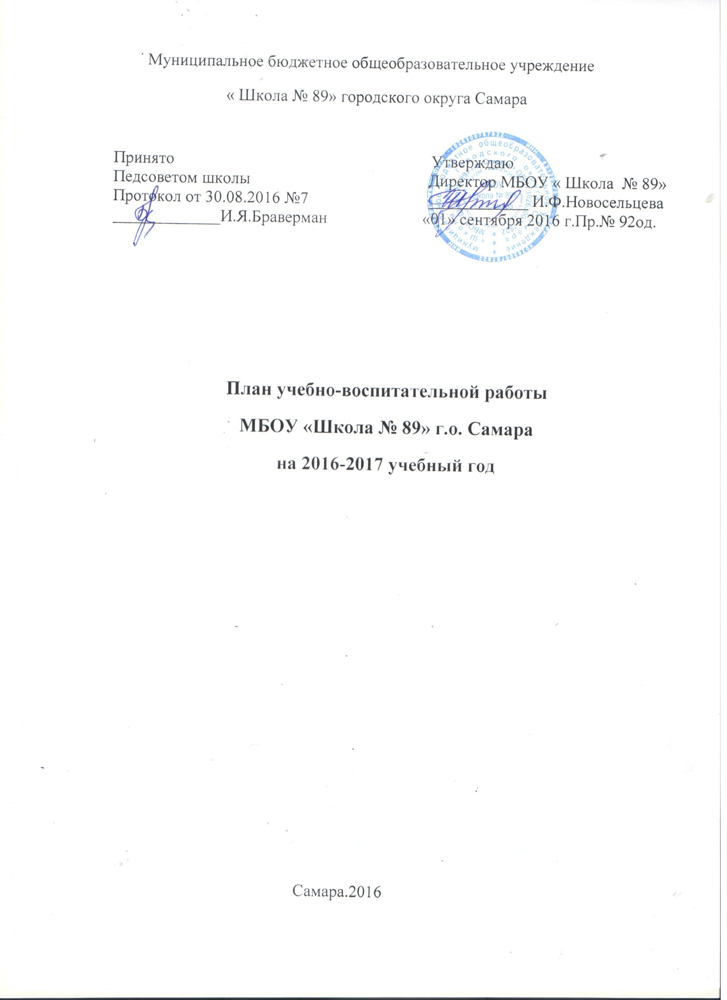 Муниципальное бюджетное общеобразовательное учреждение
« Школа № 89» городского округа Самара
Принято
Педсоветом школы
Протокол от 30.08.2016 №7
_____________И.Я.Браверман
Утверждаю
Директор МБОУ « Школа № 89»
____________ И.Ф.Новосельцева
«01» сентября 2016 г.Пр.№ 92од.
План учебно-воспитательной работы
МБОУ «Школа № 89» г.о. Самара
на 2016-2017 учебный год
Самара.2016